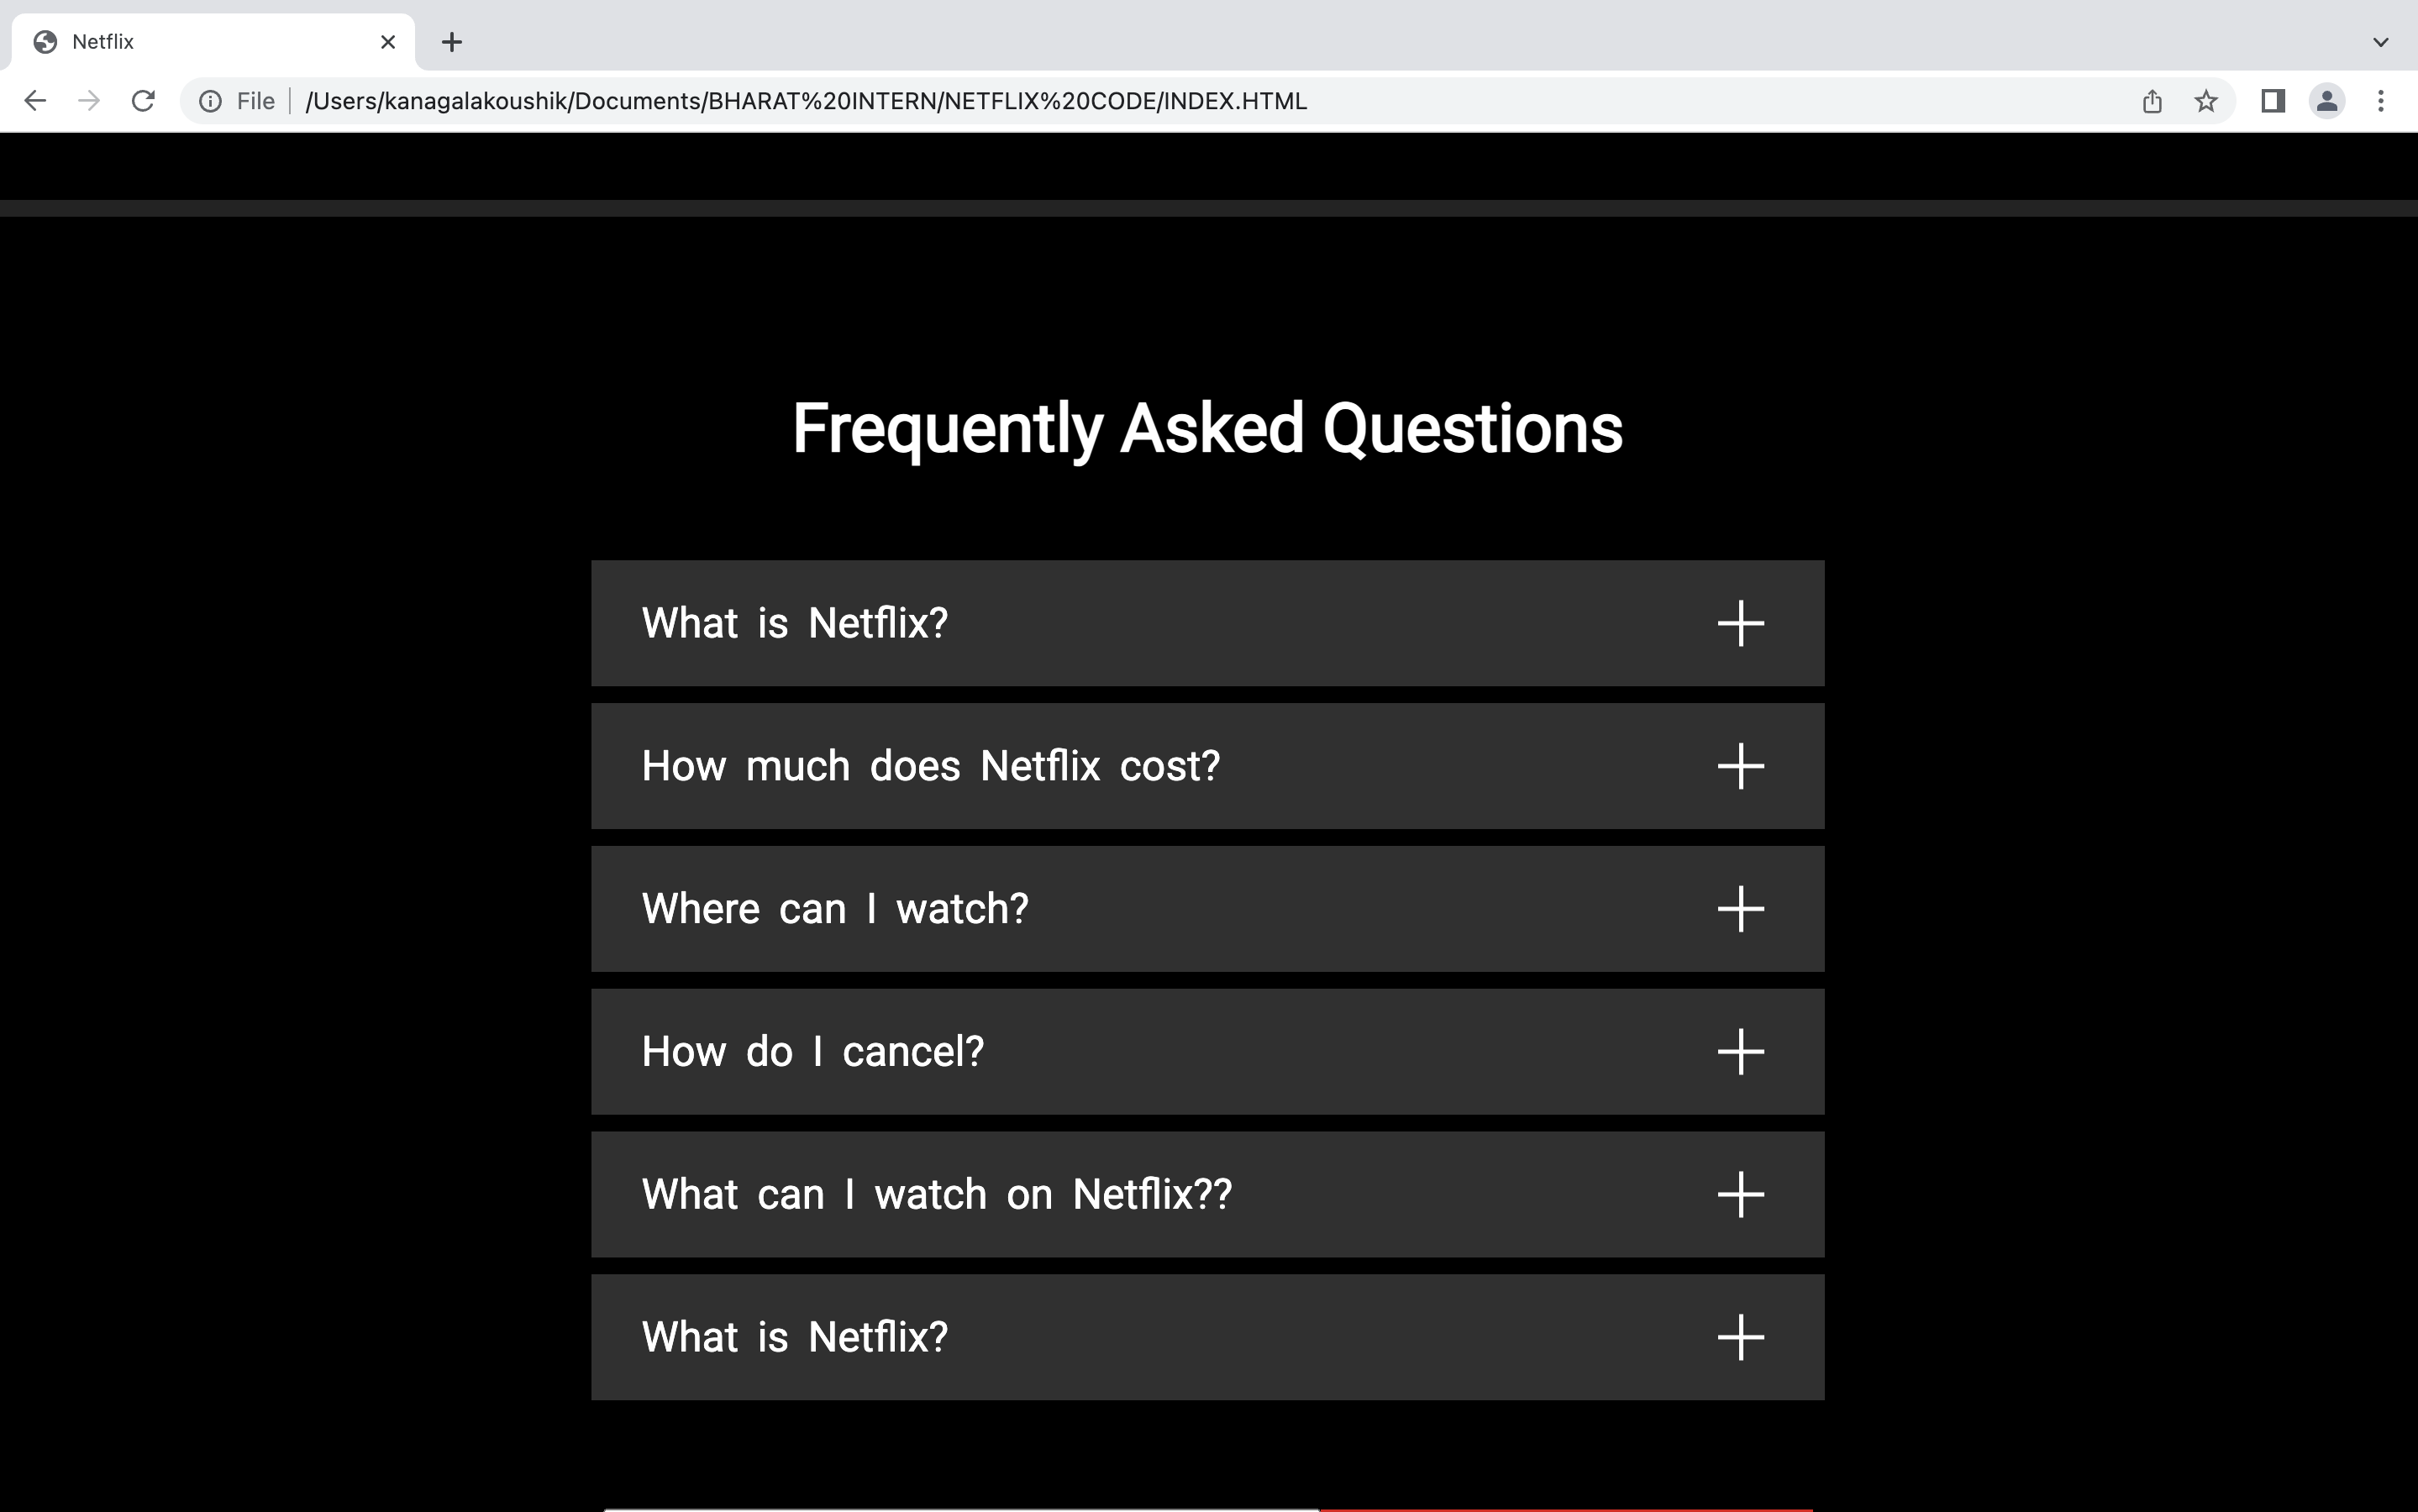 Netflix
File /Users/kanagalakoushik/Documents/BHARAT%20INTERN/NETFLIX%20CODE/INDEX.HTML
Frequently Asked Questions
What is Netflix?
How much does Netflix cost?
Where can I watch?
How do I cancel?
What can I watch on Netflix??
What is Netflix?